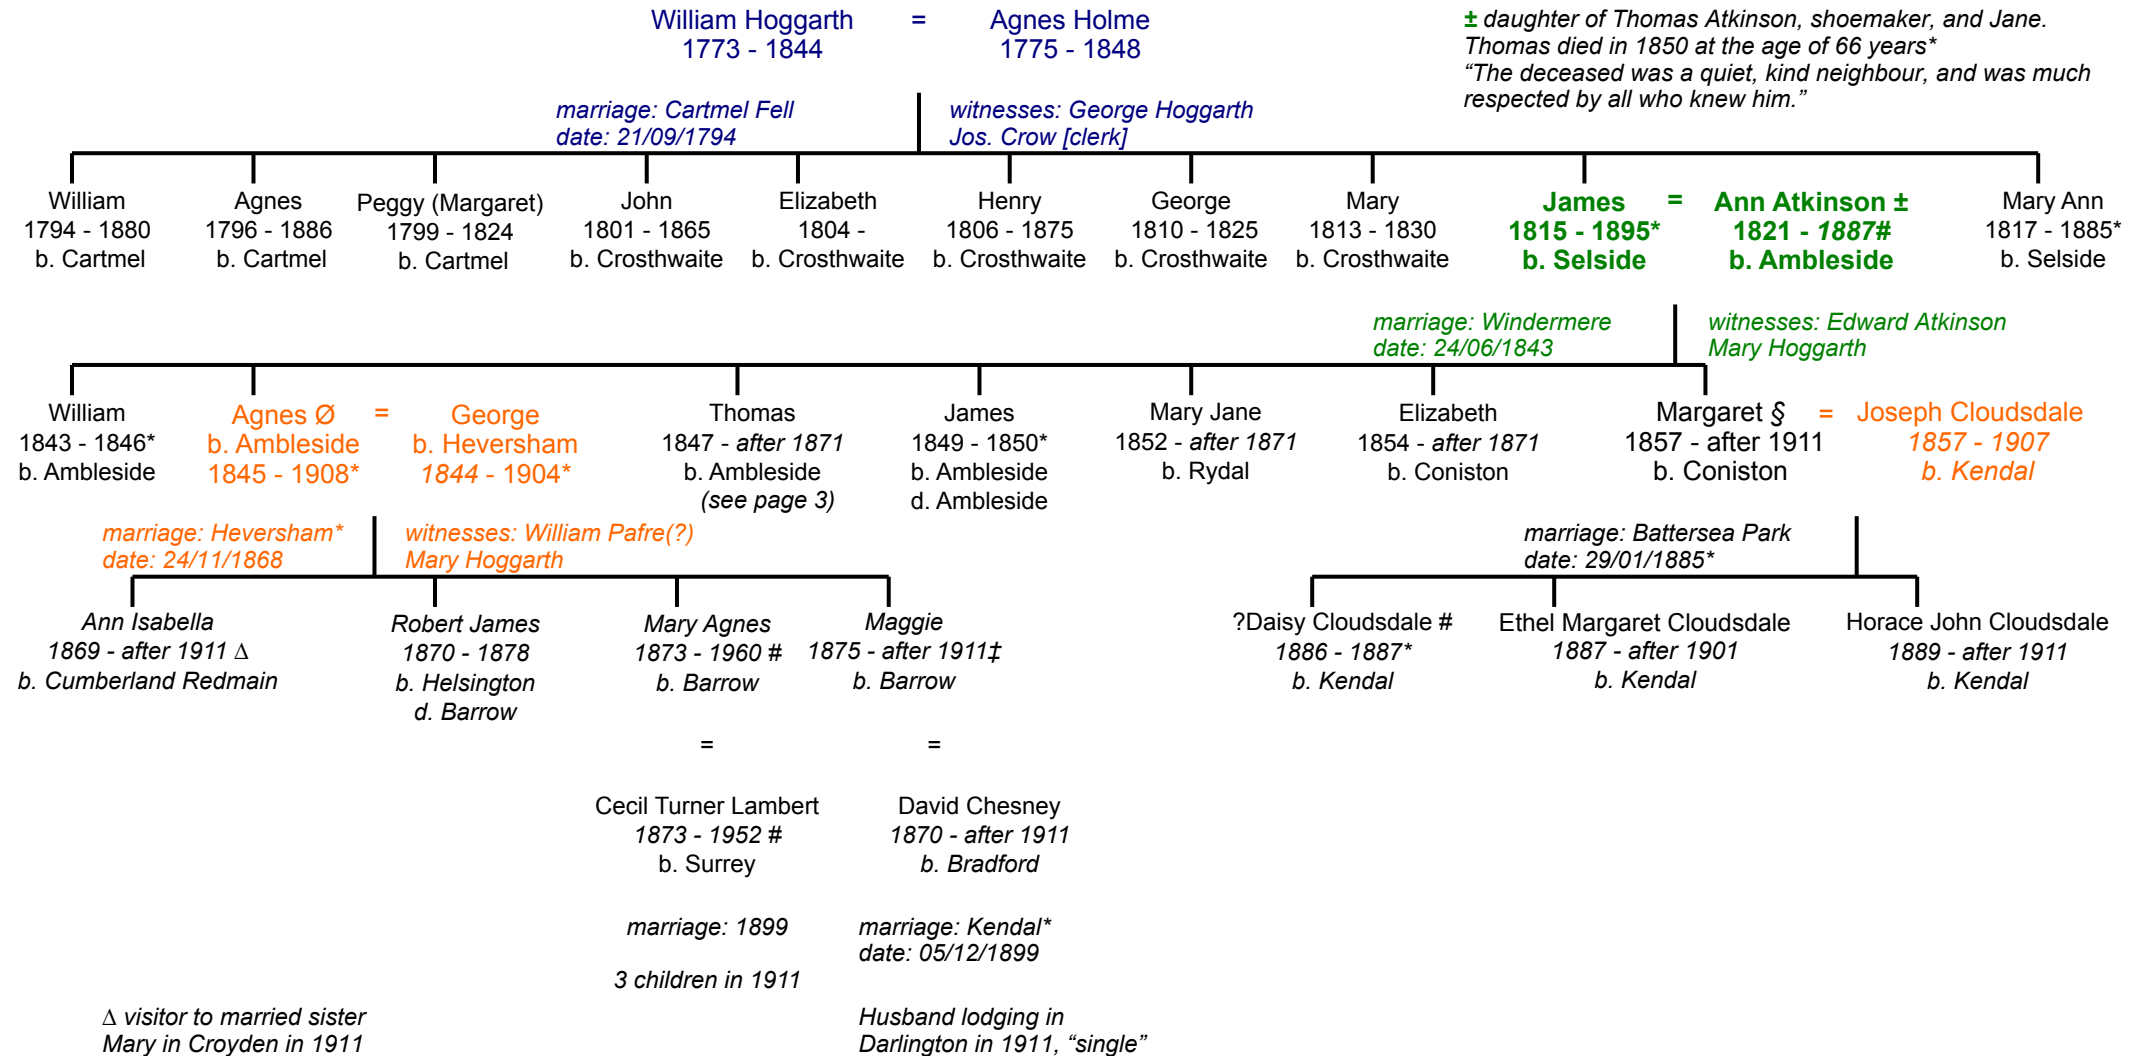 William Hoggarth = Agnes Holme
1773 - 1844 1775 - 1848
± daughter of Thomas Atkinson, shoemaker, and Jane.
Thomas died in 1850 at the age of 66 years*
“The deceased was a quiet, kind neighbour, and was much
respected by all who knew him.”
marriage: Cartmel Fell
date: 21/09/1794
witnesses: George Hoggarth
Jos. Crow [clerk]
William
1794 - 1880
b. Cartmel
Agnes
1796 - 1886
b. Cartmel
Peggy (Margaret)
1799 - 1824
b. Cartmel
John
1801 - 1865
b. Crosthwaite
Elizabeth
1804 -
b. Crosthwaite
Henry
1806 - 1875
b. Crosthwaite
George
1810 - 1825
b. Crosthwaite
Mary
1813 - 1830
b. Crosthwaite
James = Ann Atkinson ±
1815 - 1895* 1821 - 1887#
b. Selside b. Ambleside
Mary Ann
1817 - 1885*
b. Selside
marriage: Windermere
date: 24/06/1843
witnesses: Edward Atkinson
Mary Hoggarth
William
1843 - 1846*
b. Ambleside
Agnes Ø = George
b. Ambleside b. Heversham
1845 - 1908* 1844 - 1904*
Thomas
1847 - after 1871
b. Ambleside
(see page 3)
James
1849 - 1850*
b. Ambleside
d. Ambleside
Mary Jane
1852 - after 1871
b. Rydal
Elizabeth
1854 - after 1871
b. Coniston
Margaret § = Joseph Cloudsdale
1857 - after 1911 1857 - 1907
b. Coniston b. Kendal
marriage: Heversham*
date: 24/11/1868
witnesses: William Pafre(?)
Mary Hoggarth
marriage: Battersea Park
date: 29/01/1885*
Ann Isabella
1869 - after 1911 ∆
b. Cumberland Redmain
Robert James
1870 - 1878
b. Helsington
d. Barrow
Mary Agnes
1873 - 1960 #
b. Barrow
Maggie
1875 - after 1911‡
b. Barrow
?Daisy Cloudsdale #
1886 - 1887*
b. Kendal
Ethel Margaret Cloudsdale
1887 - after 1901
b. Kendal
Horace John Cloudsdale
1889 - after 1911
b. Kendal
= =
Cecil Turner Lambert
1873 - 1952 #
b. Surrey
David Chesney
1870 - after 1911
b. Bradford
marriage: 1899
3 children in 1911
marriage: Kendal*
date: 05/12/1899
∆ visitor to married sister
Mary in Croyden in 1911
Husband lodging in
Darlington in 1911, “single”